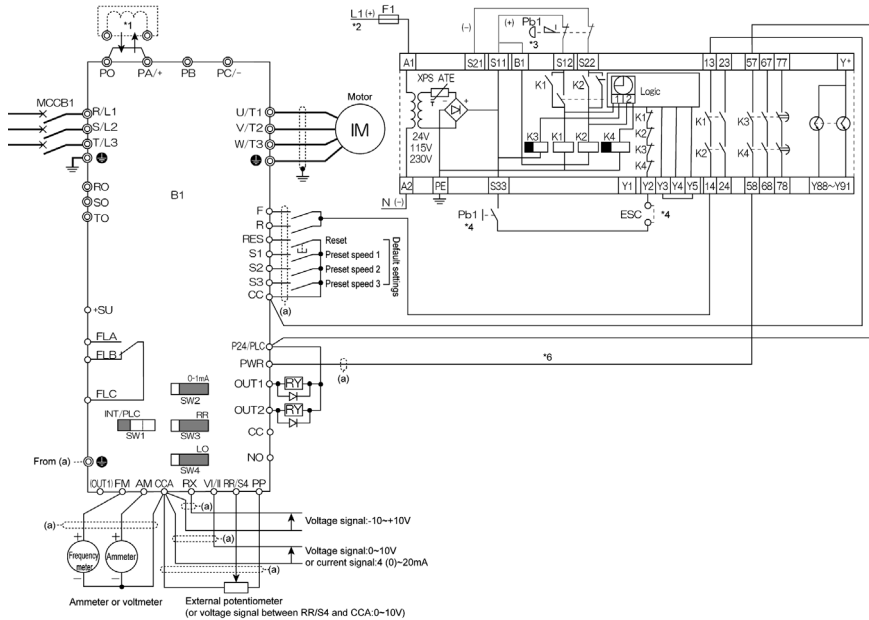 *1
PO PA/+ PB PC/-
MCCB1
R/L1
S/L2
T/L3
RO
SO
TO
B1
+SU
FLA
FLB
FLC
0-1mA
SW2
INT/PLC
SW1
RR
SW3
LO
SW4
From (a)
U/T1
V/T2
W/T3
Motor
IM
F
R
RES
S1
S2
S3
CC
Reset
Preset speed 1
Preset speed 2
Preset speed 3
Default settings
(a)
P24/PLC
PWR
OUT1
OUT2
CC
NO
RY
RY
(a)
*6
(OUT1) FM AM CCA RX VI/II RR/S4 PP
(a)
(a)
(a)
(a)
Voltage signal:-10~+10V
Voltage signal:0~10V
or current signal:4 (0)~20mA
+ +
Frequency
meter
Ammeter
− −
Ammeter or voltmeter
External potentiometer
(or voltage signal between RR/S4 and CCA:0~10V)
L1 (+) F1
*2
(−)
(+) Pb1
*3
A1 S21 S11 B1 S12 S22 13 23 57 67 77 Y+
XPS ATE
T
24V
115V
230V
K1 K2
Logic
1 2
K3 K1 K2 K4
K1
K2
K3
K4
K1
K2
K3
K4
A2 PE S33 Y1 Y2 Y3 Y4 Y5 14 24 58 68 78 Y88~Y91
N (−)
Pb1
*4
ESC
*4